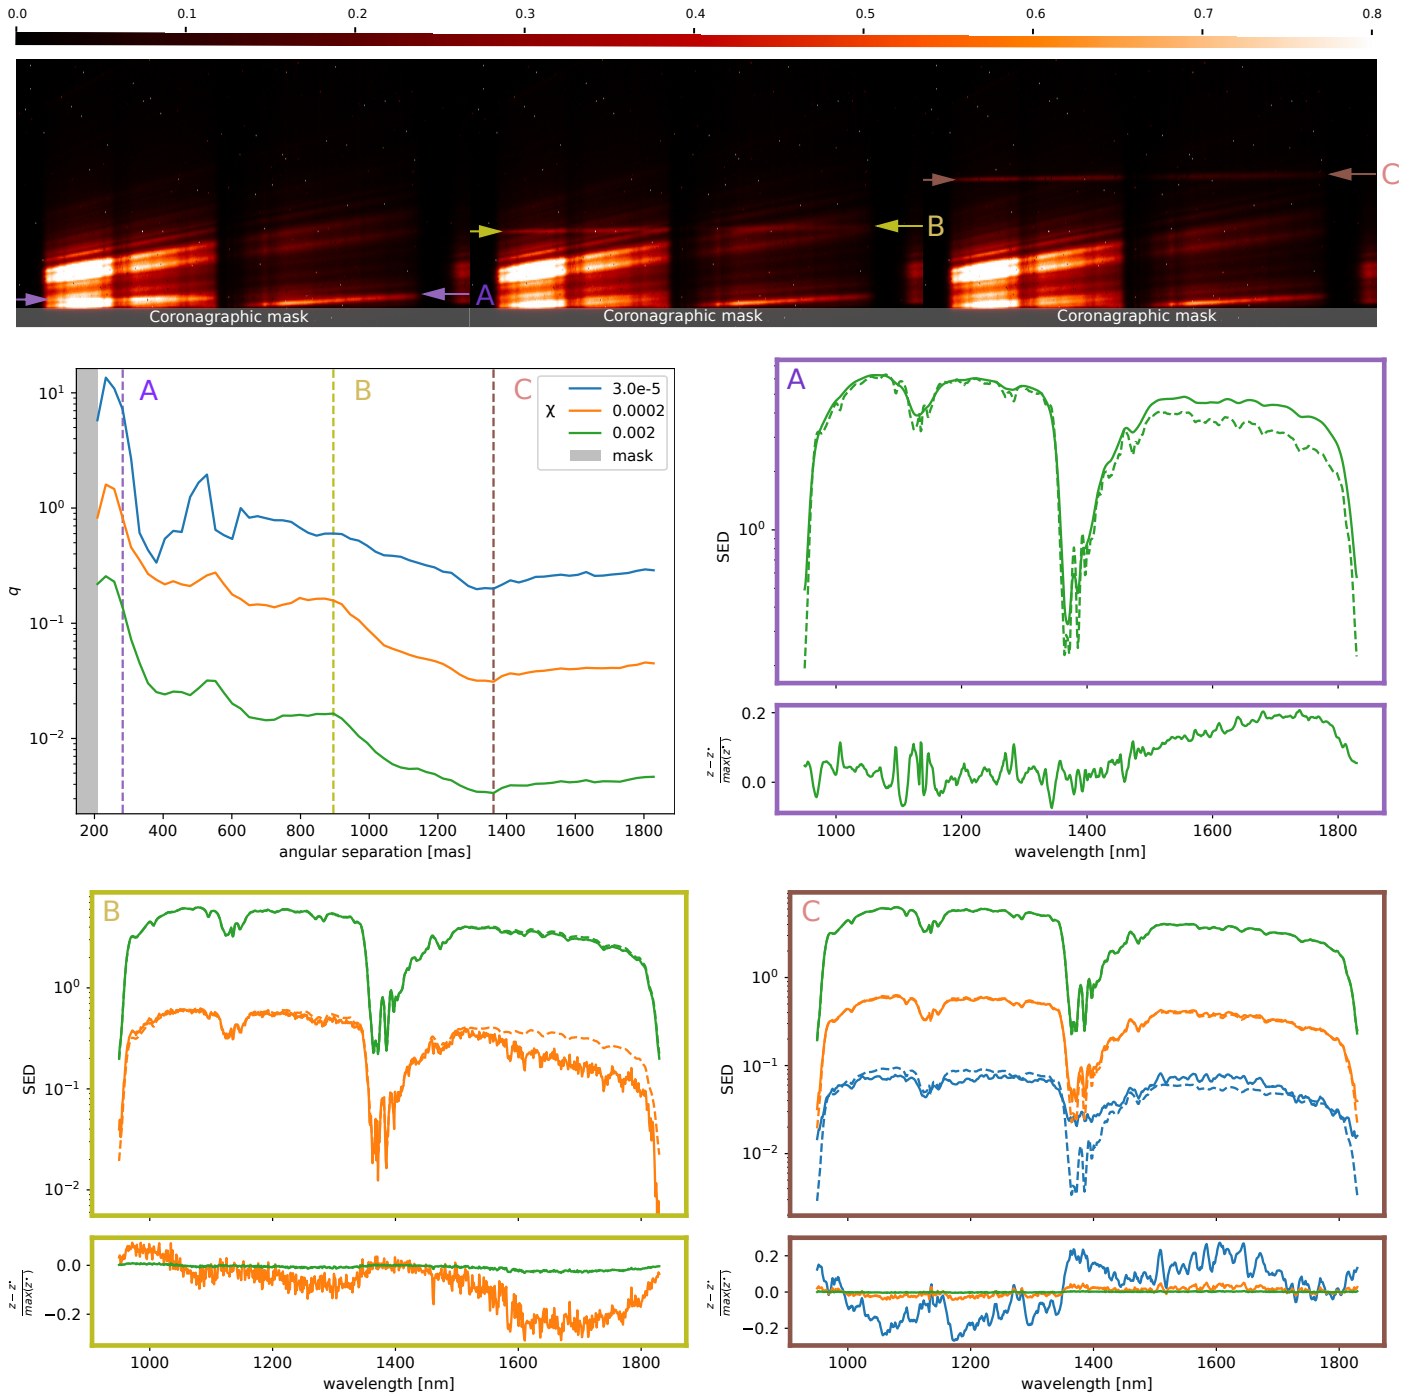 0.0 0.1 0.2 0.3 0.4 0.5 0.6 0.7 0.8
C
B
A
Coronagraphic mask Coronagraphic mask Coronagraphic mask
A B C
χ
3.0e-5
0.0002
0.002
mask
10¹
10⁰
10⁻¹
10⁻²
q
200 400 600 800 1000 1200 1400 1600 1800
angular separation [mas]
A
10⁰
SED
0.2
0.0
z − z*
max(z*)
1000 1200 1400 1600 1800
wavelength [nm]
B
10⁰
10⁻¹
10⁻²
SED
0.0
−0.2
z − z*
max(z*)
1000 1200 1400 1600 1800
wavelength [nm]
C
10⁰
10⁻¹
10⁻²
SED
0.2
0.0
−0.2
z − z*
max(z*)
1000 1200 1400 1600 1800
wavelength [nm]